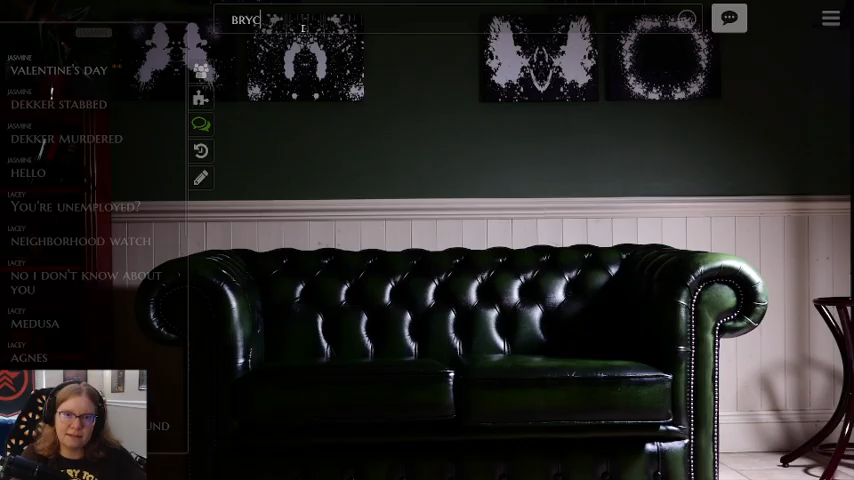 BRYC
JASMINE
VALENTINE'S DAY **
JASMINE
DEKKER STABBED
JASMINE
DEKKER MURDERED
JASMINE
HELLO
LACEY
YOU'RE UNEMPLOYED?
LACEY
NEIGHBORHOOD WATCH
LACEY
NO I DON'T KNOW ABOUT
YOU
LACEY
MEDUSA
LACEY
AGNES